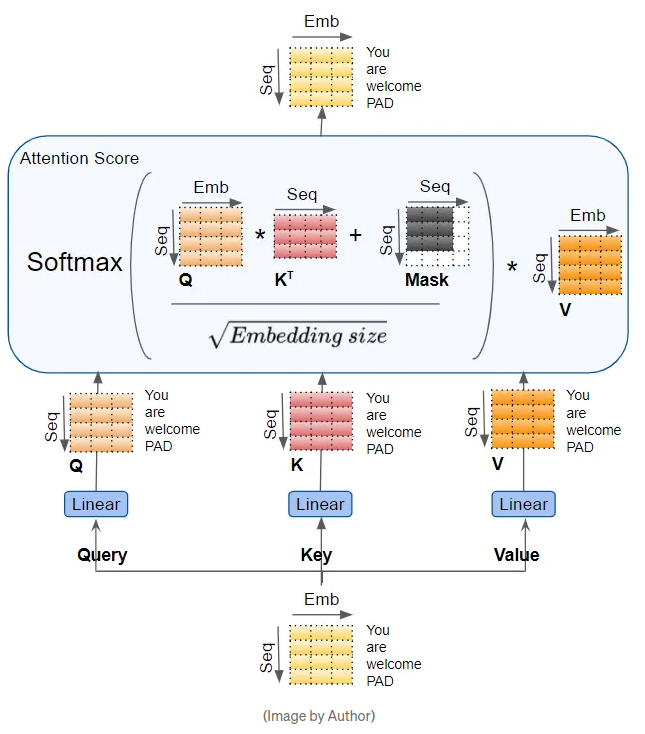 Emb
Seq
You
are
welcome
PAD
Attention Score
Softmax
Emb
Seq
Q
*
Seq
Kᵀ
+
Seq
Seq
Mask
√Embedding size
*
Emb
Seq
V
Seq
Q
You
are
welcome
PAD
Seq
K
You
are
welcome
PAD
Seq
V
You
are
welcome
PAD
Linear
Linear
Linear
Query
Key
Value
Emb
Seq
You
are
welcome
PAD
(Image by Author)